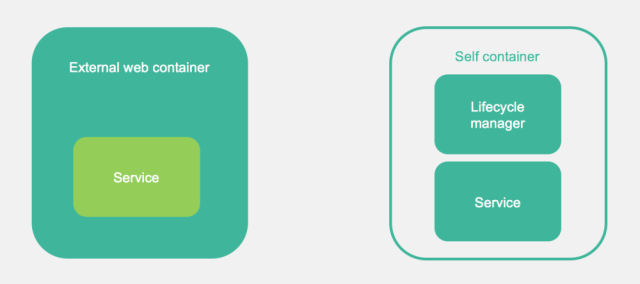 External web container
Service
Self container
Lifecycle
manager
Service